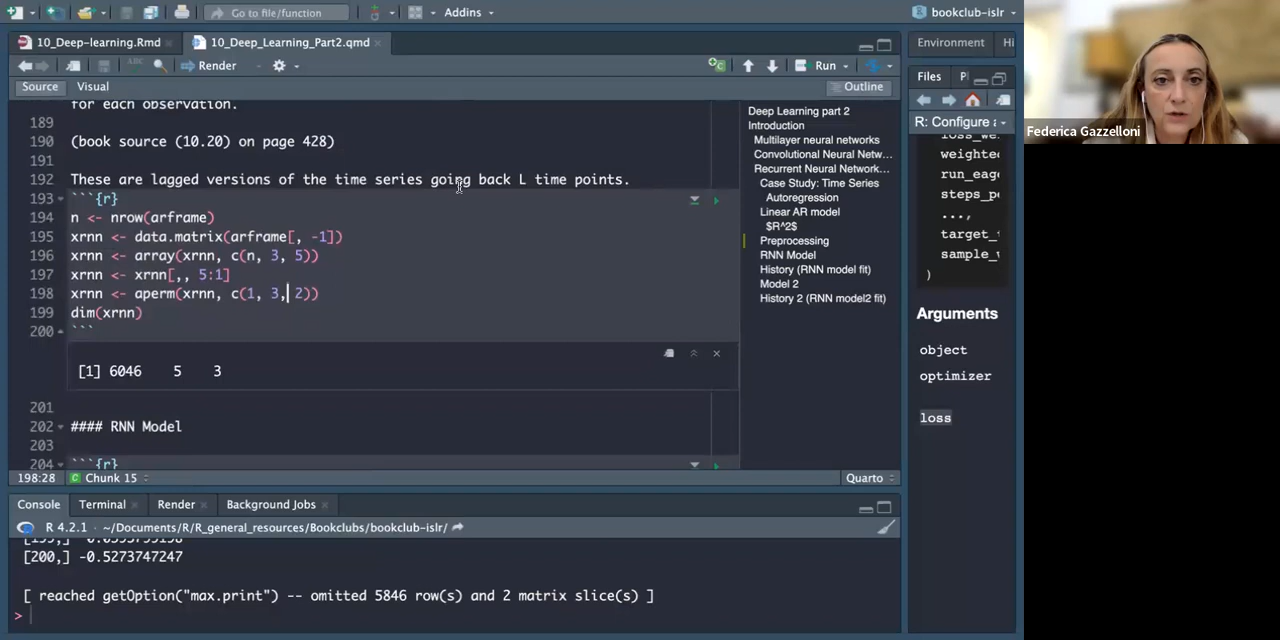 Go to file/function
Addins
bookclub-islr
10_Deep-learning.Rmd
10_Deep_Learning_Part2.qmd
Render
Run
Source
Visual
Outline
for each observation.
189
190 (book source (10.20) on page 428)
191
192 These are lagged versions of the time series going back L time points.
193 ```{r}
194 n <- nrow(arframe)
195 xrnn <- data.matrix(arframe[, -1])
196 xrnn <- array(xrnn, c(n, 3, 5))
197 xrnn <- xrnn[,, 5:1]
198 xrnn <- aperm(xrnn, c(1, 3, 2))
199 dim(xrnn)
200 ```
[1] 6046 5 3
201
202 #### RNN Model
203
204 ```{r}
198:28
Chunk 15
Quarto
Deep Learning part 2
Introduction
Multilayer neural networks
Convolutional Neural Netw...
Recurrent Neural Network...
Case Study: Time Series
Autoregression
Linear AR model
$R^2$
Preprocessing
RNN Model
History (RNN model fit)
Model 2
History 2 (RNN model2 fit)
Console
Terminal
Render
Background Jobs
R 4.2.1 · ~/Documents/R/R_general_resources/Bookclubs/bookclub-islr/
[200,] -0.5273747247
[ reached getOption("max.print") -- omitted 5846 row(s) and 2 matrix slice(s) ]
>
Environment
Hi
Files
R: Configure
weighted
run_eage
steps_pe
...,
target_t
sample_w
)
Arguments
object
optimizer
loss
Federica Gazzelloni